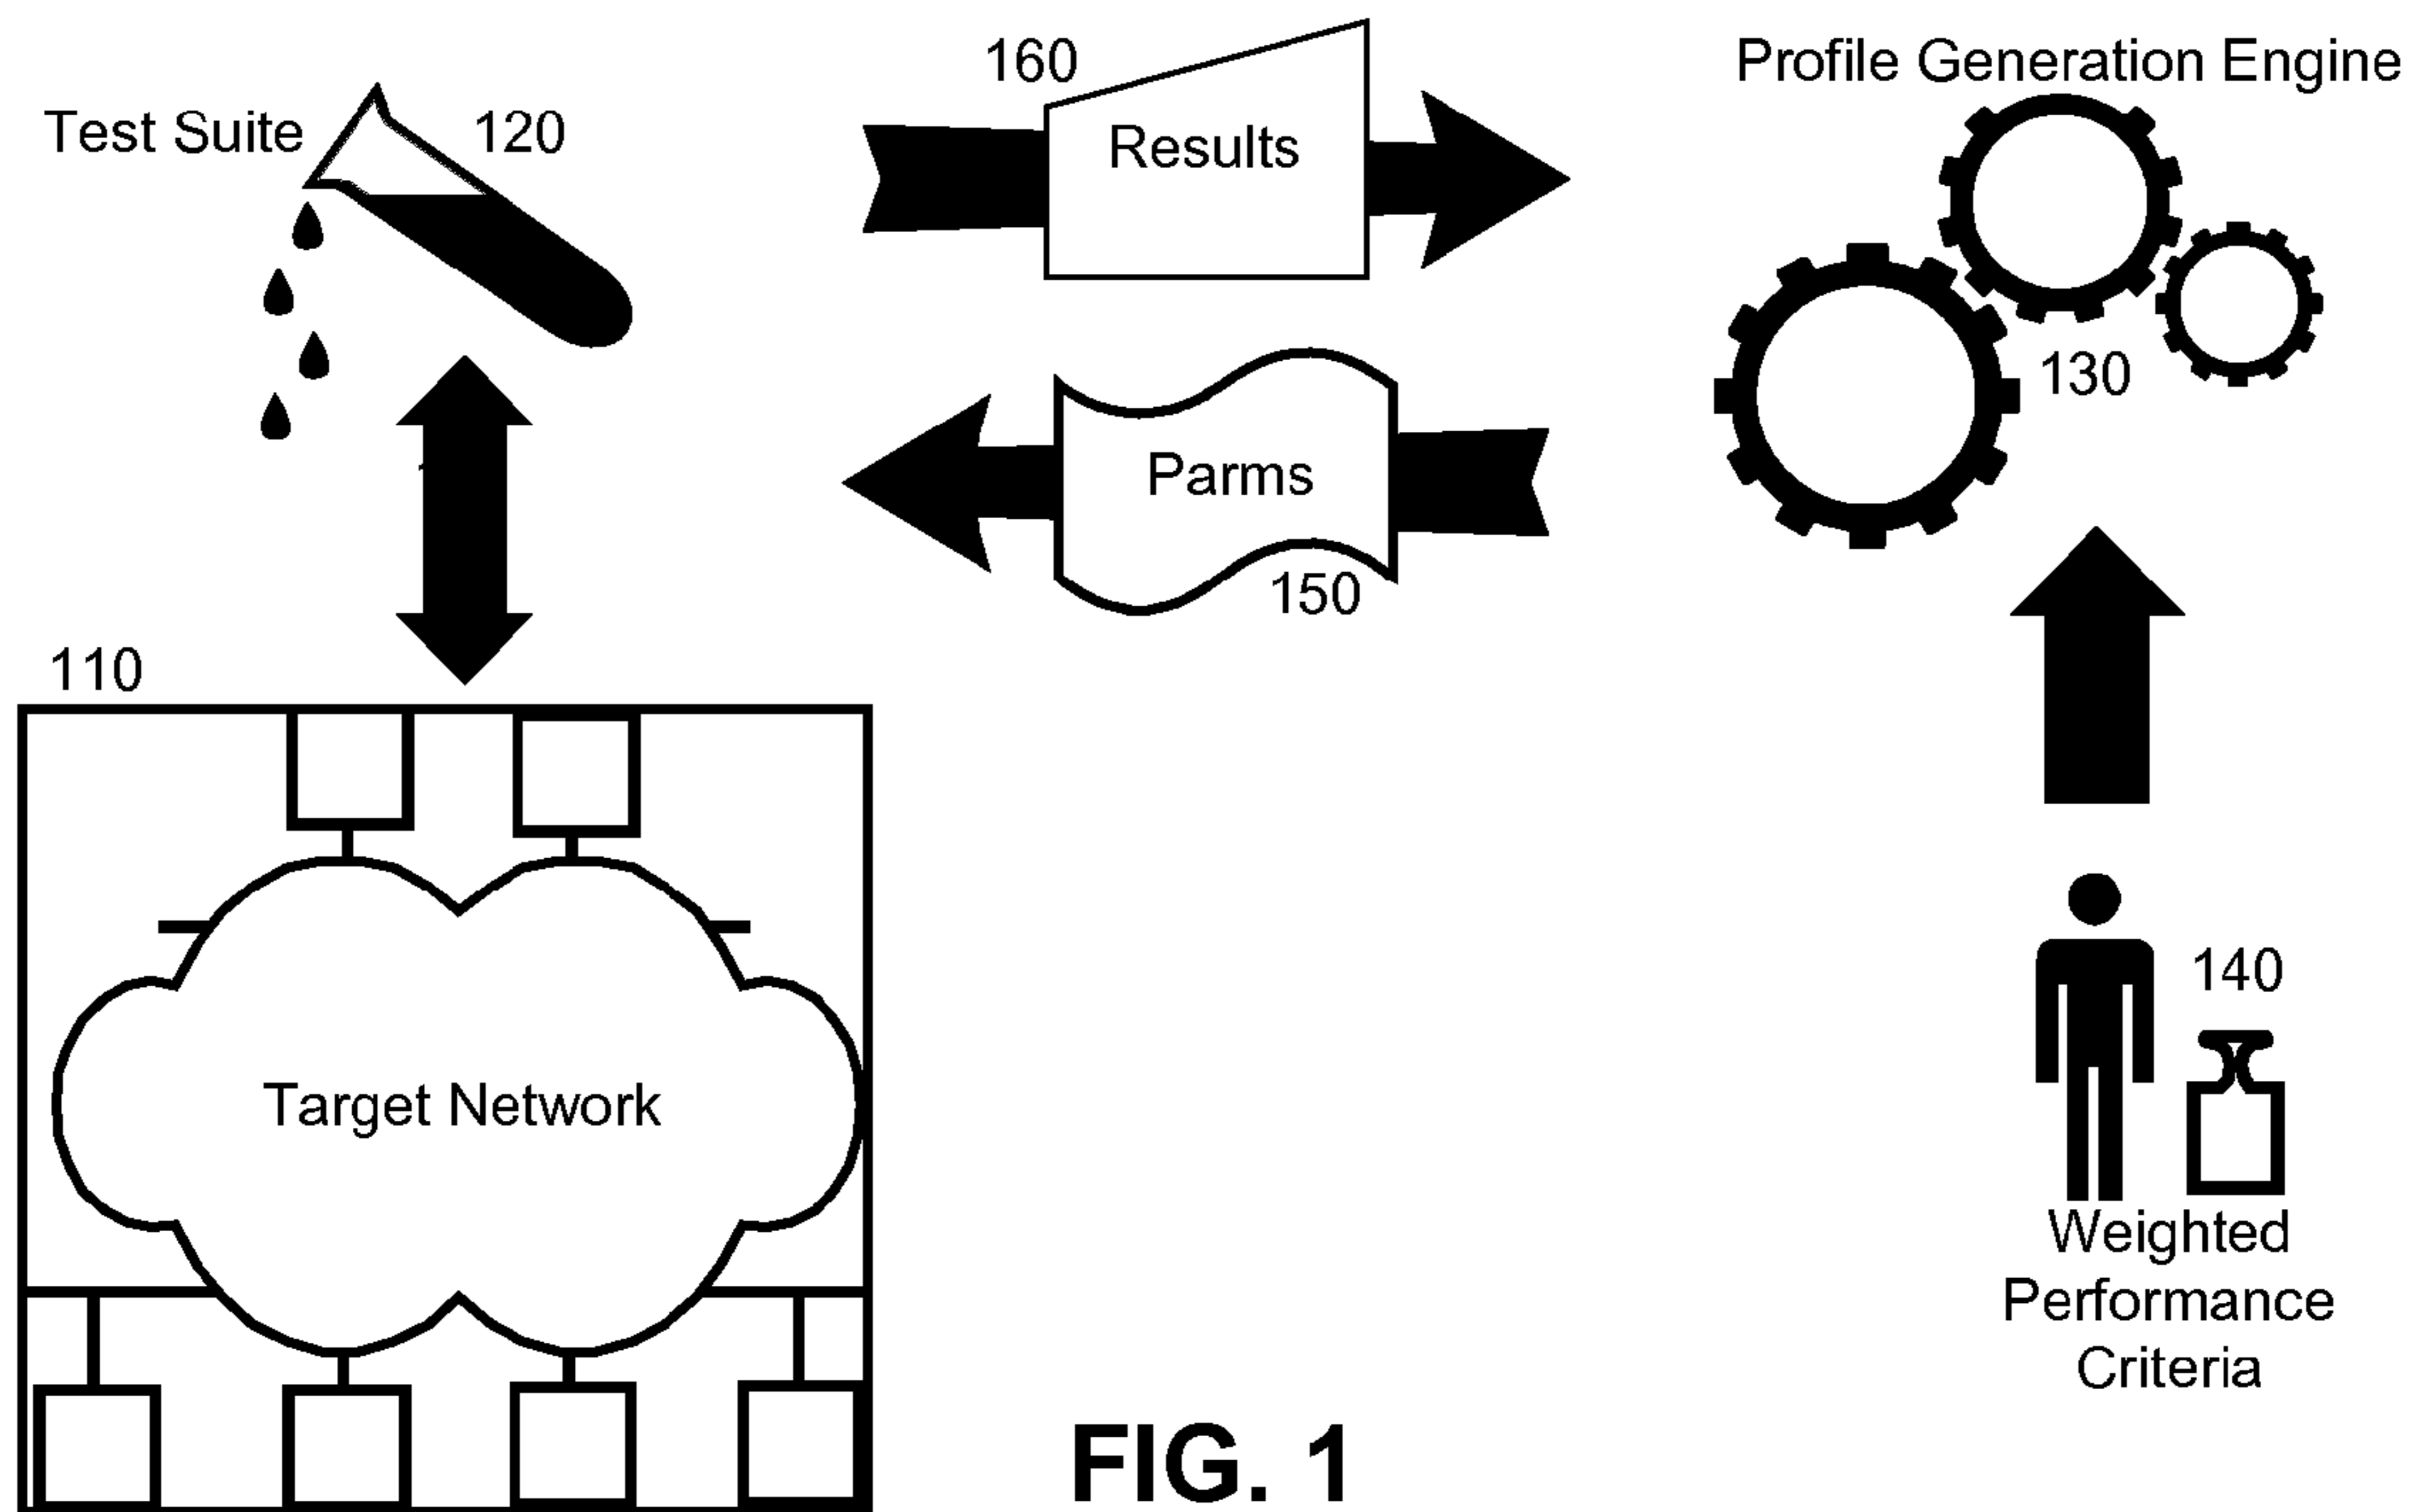 160
Profile Generation Engine
Test Suite
120
Results
130
Parms
150
110
140
Target Network
Weighted
Performance
Criteria
FIG. 1